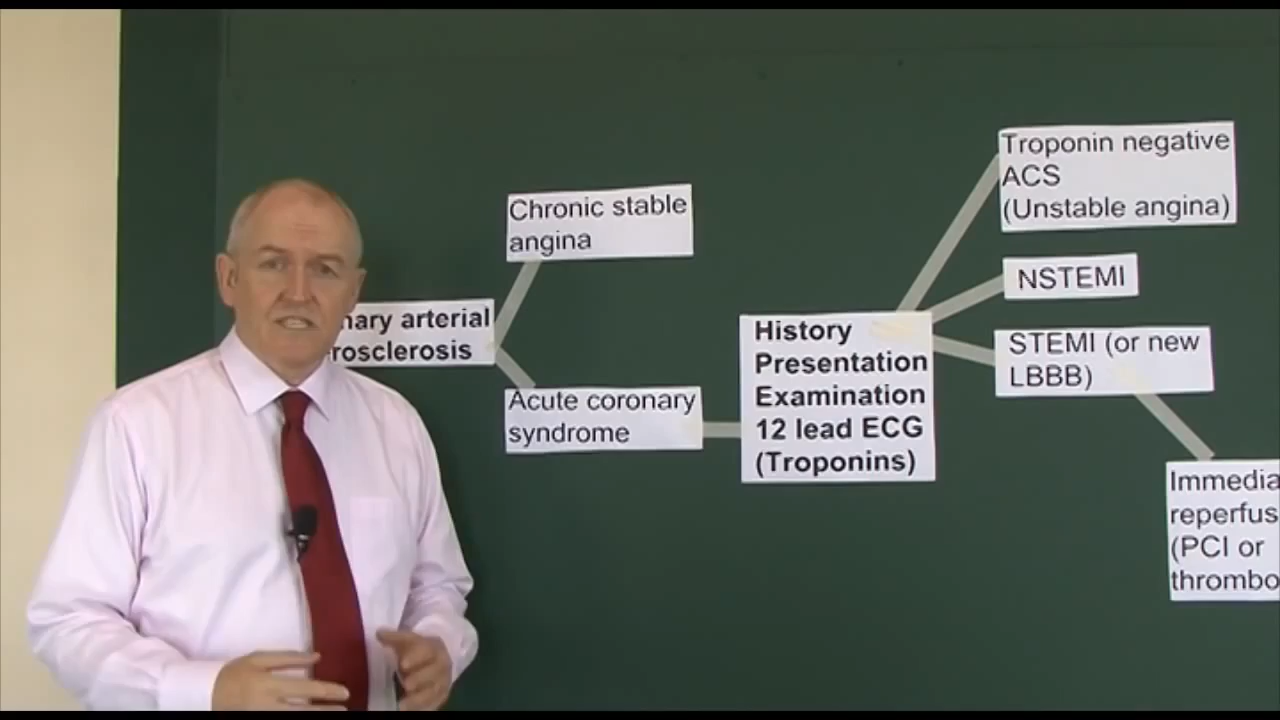 Chronic stable
angina
nary arterial
rosclerosis
Acute coronary
syndrome
History
Presentation
Examination
12 lead ECG
(Troponins)
Troponin negative
ACS
(Unstable angina)
NSTEMI
STEMI (or new
LBBB)
Immedia
reperfus
(PCI or
thrombo